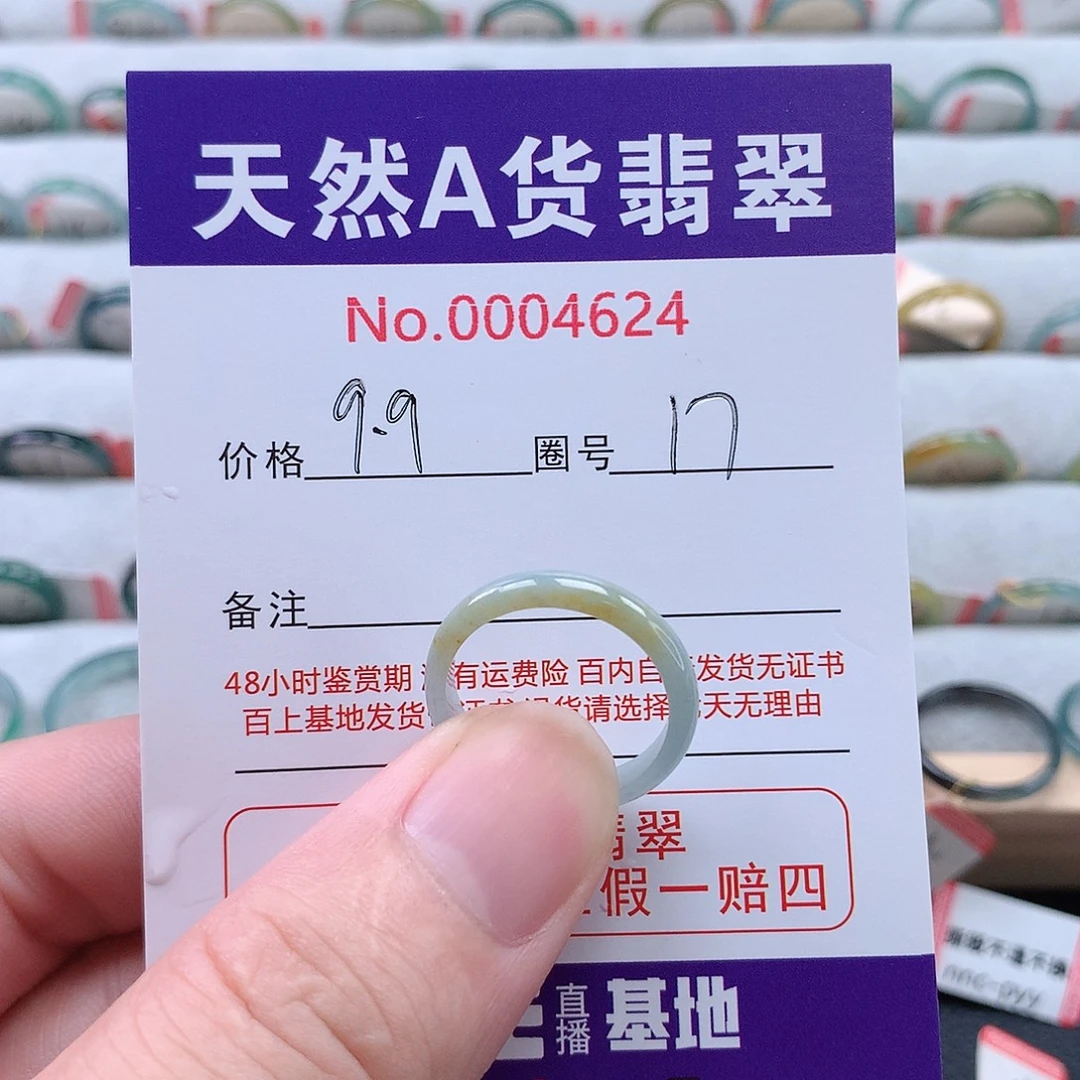 天然A货翡翠
No.0004624
价格 9.9 圈号 17
备注
48小时鉴赏期 有运费险 百内自 发货无证书
百上基地发货 证书 退货请选择 天无理由
翡翠
假一赔四
直播 基地